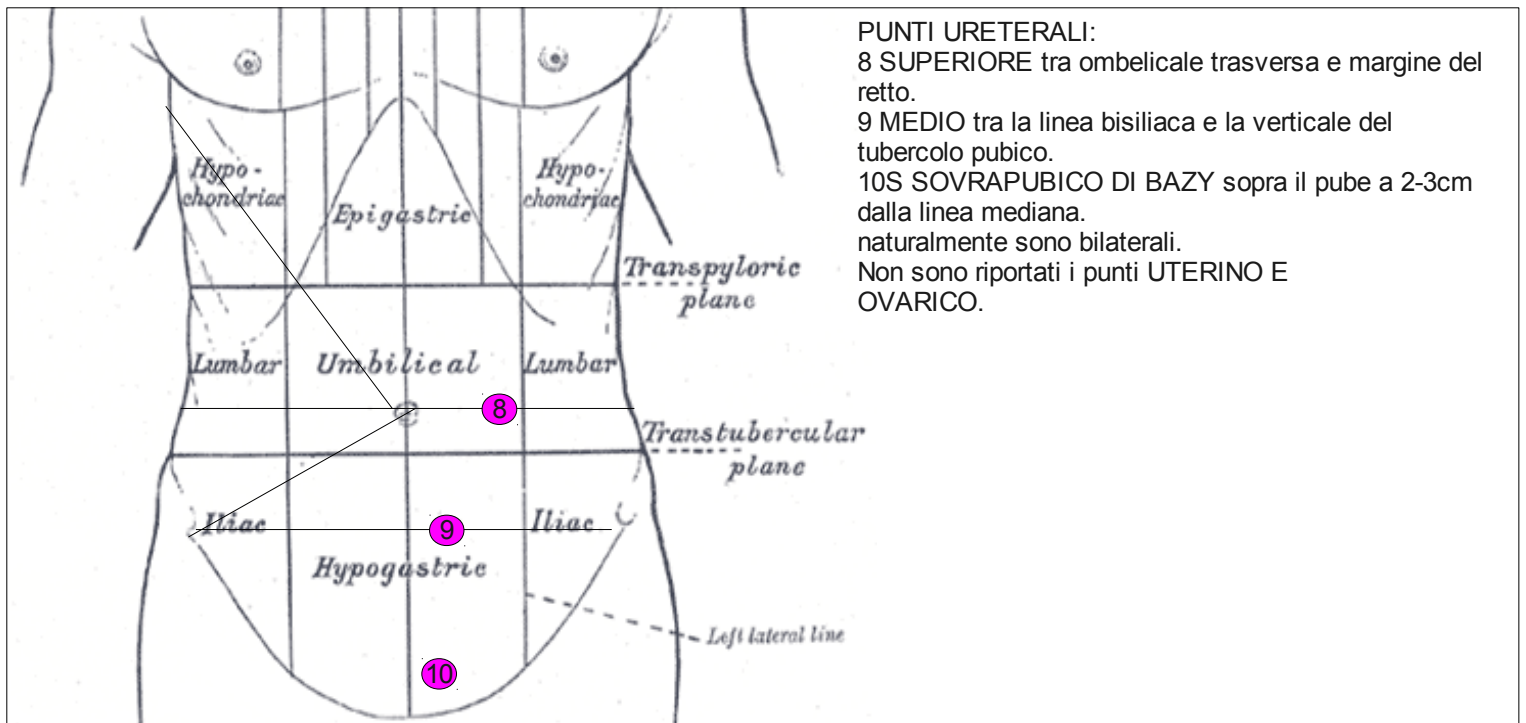 PUNTI URETERALI:
8 SUPERIORE tra ombelicale trasversa e margine del
retto.
9 MEDIO tra la linea bisiliaca e la verticale del
tubercolo pubico.
10S SOVRAPUBICO DI BAZY sopra il pube a 2-3cm
dalla linea mediana.
naturalmente sono bilaterali.
Non sono riportati i punti UTERINO E
OVARICO.
Hypo-
chondriac
Epigastric
Hypo-
chondriac
Transpyloric
plane
Lumbar
Umbilical
Lumbar
8
Transtubercular
plane
Iliac
9
Iliac
Hypogastric
Left lateral line
10